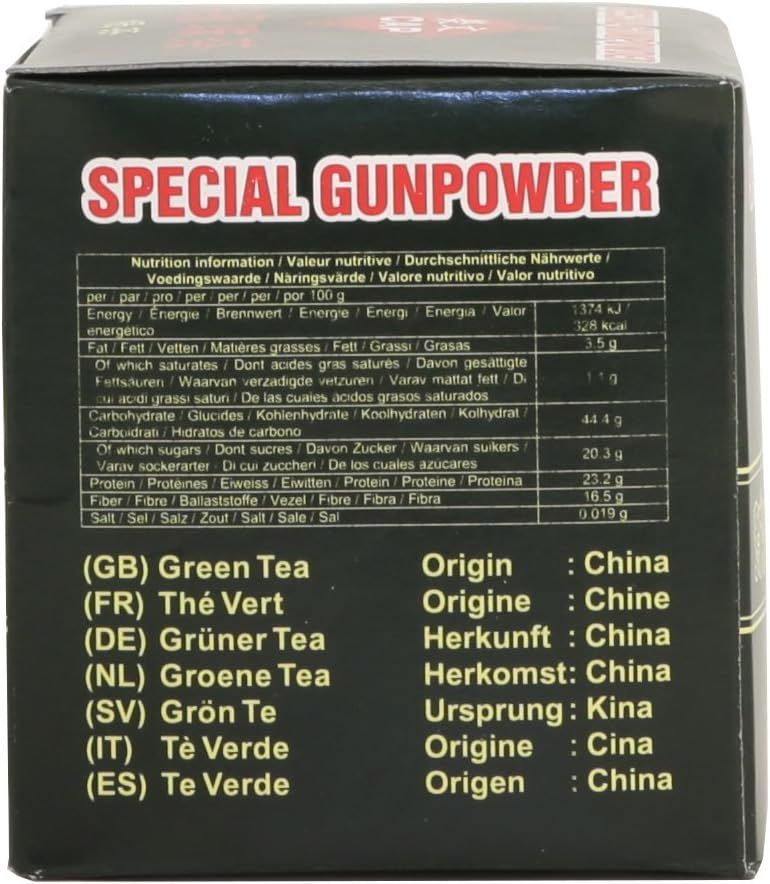 SPECIAL GUNPOWDER
Nutrition information / Valeur nutritive / Durchschnittliche Nährwerte /
Voedingswaarde / Näringsvärde / Valore nutritivo / Valor nutritivo
per / par / pro / per / per / per / por 100 g
Energy / Énergie / Brennwert / Energie / Energi / Energia / Valor energético 1374 kJ / 328 kcal
Fat / Fett / Vetten / Matières grasses / Fett / Grassi / Grasas 3.5 g
Of which saturates / Dont acides gras saturés / Davon gesättigte
Fettsäuren / Waarvan verzadigde vetzuren / Varav mattat fett / Di
cui acidi grassi saturi / De las cuales ácidos grasos saturados
Carbohydrate / Glucides / Kohlenhydrate / Koolhydraten / Kolhydrat / 44.4 g
Carboidrati / Hidratos de carbono
Of which sugars / Dont sucres / Davon Zucker / Waarvan suikers / 20.3 g
Varav sockerarter / Di cui zuccheri / De los cuales azúcares
Protein / Protéines / Eiweiss / Eiwitten / Protein / Proteine / Proteína 23.2 g
Fiber / Fibre / Ballaststoffe / Vezel / Fibre / Fibra / Fibra 16.5 g
Salt / Sel / Salz / Zout / Salt / Sale / Sal 0.019 g
(GB) Green Tea Origin : China
(FR) Thé Vert Origine : Chine
(DE) Grüner Tea Herkunft : China
(NL) Groene Tea Herkomst: China
(SV) Grön Te Ursprung : Kina
(IT) Tè Verde Origine : Cina
(ES) Te Verde Origen : China